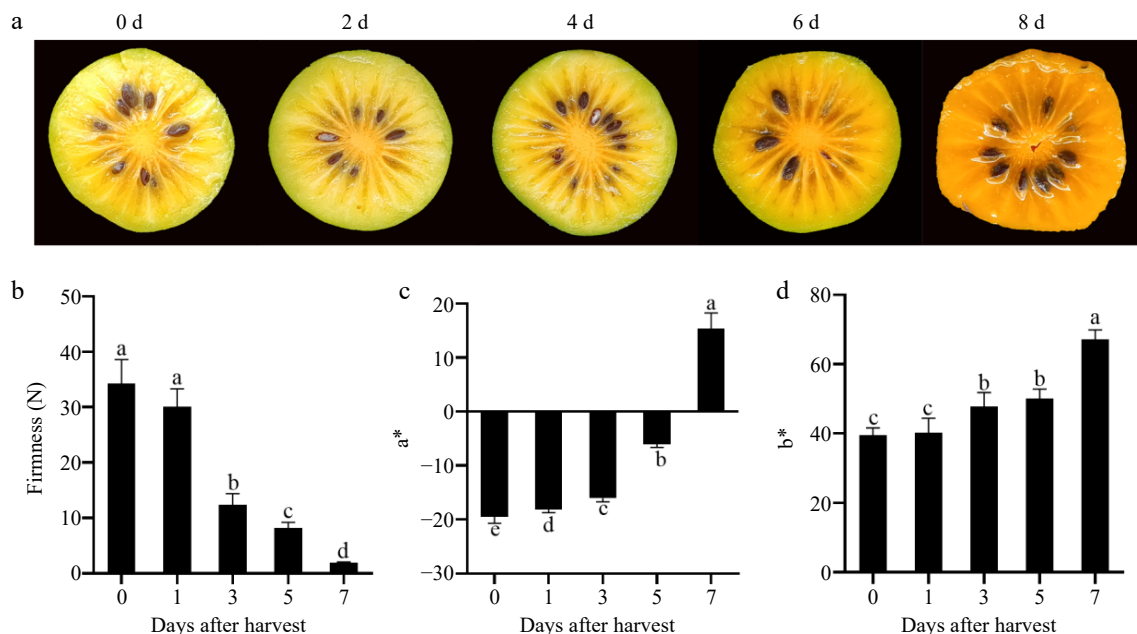 a 0 d 2 d 4 d 6 d 8 d
b
50
40
30
20
10
0
Firmness (N)
a
a
b
c
d
0 1 3 5 7
Days after harvest
c
20
10
0
−10
−20
−30
a*
e
d
c
b
a
0 1 3 5 7
Days after harvest
d
80
60
40
20
0
b*
c
c
b
b
a
0 1 3 5 7
Days after harvest